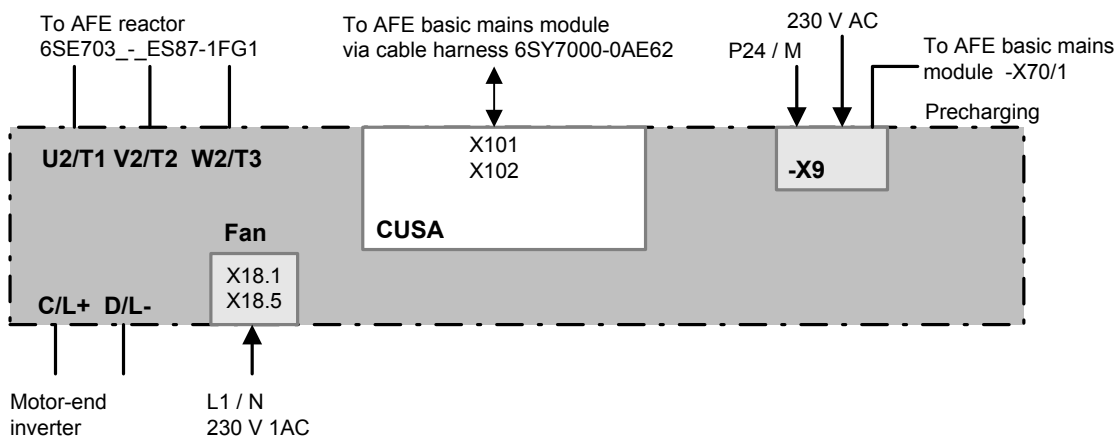 To AFE reactor
6SE703_-_ES87-1FG1
To AFE basic mains module
via cable harness 6SY7000-0AE62
230 V AC
P24 / M
To AFE basic mains
module -X70/1
Precharging
U2/T1 V2/T2 W2/T3
X101
X102
-X9
Fan
CUSA
X18.1
X18.5
C/L+ D/L-
Motor-end
inverter
L1 / N
230 V 1AC